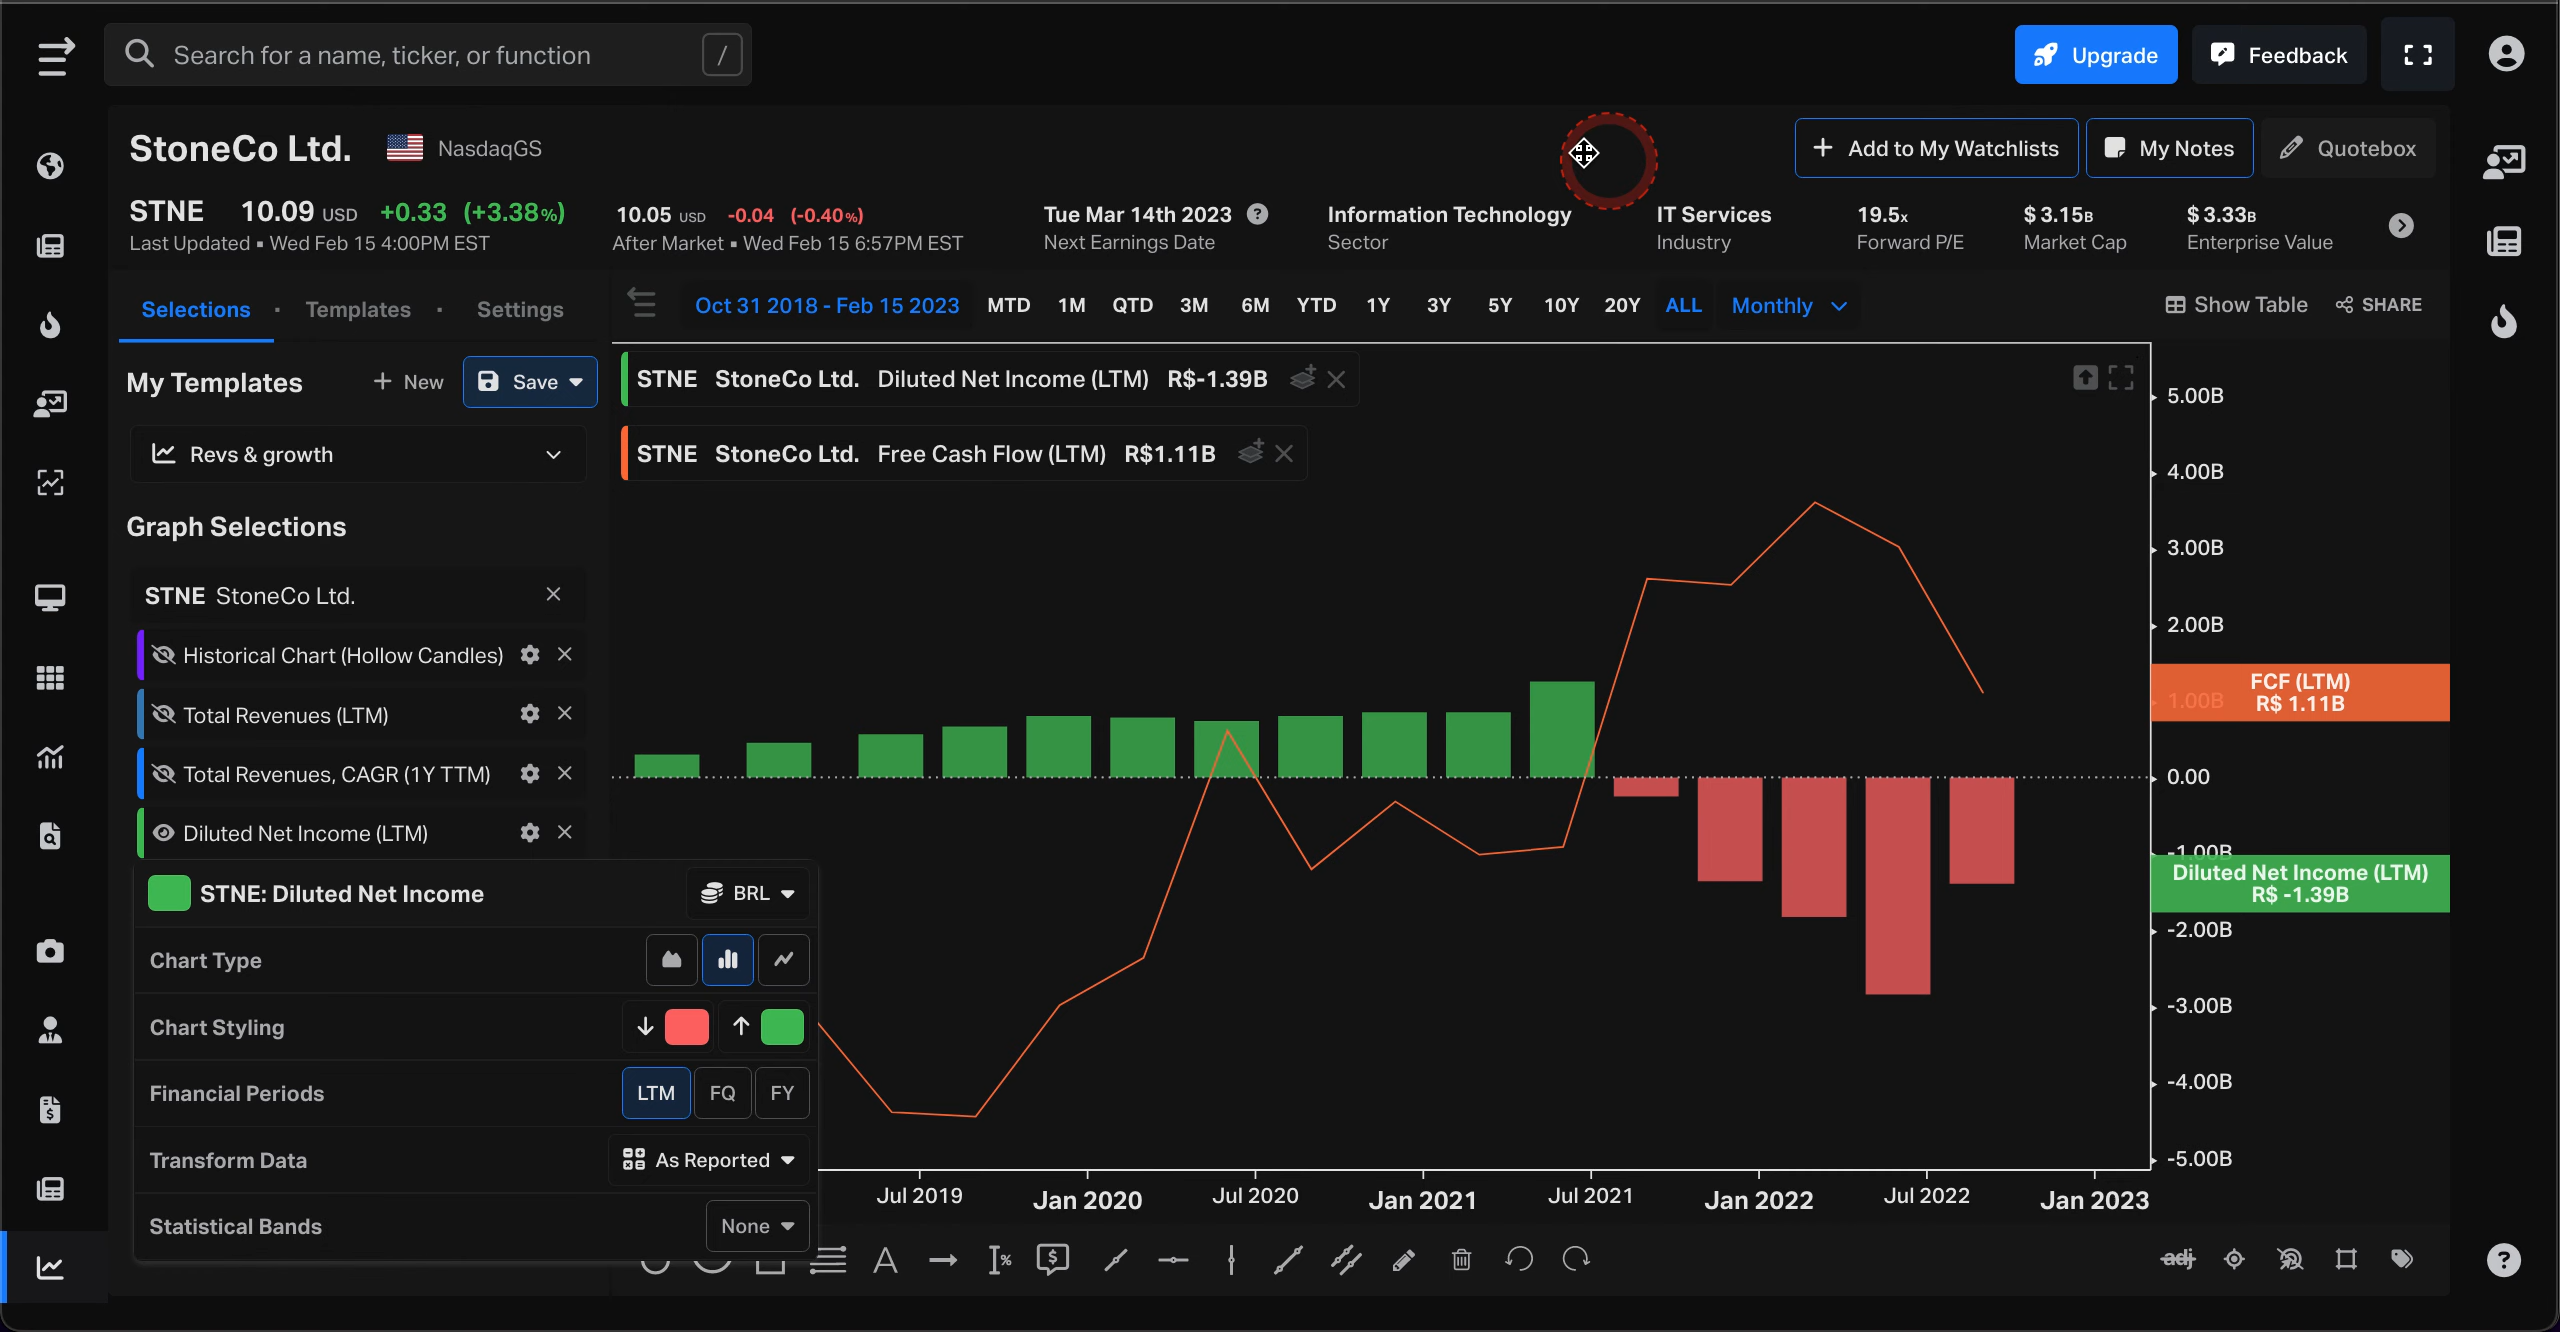 Search for a name, ticker, or function /
Upgrade
Feedback
StoneCo Ltd. NasdaqGS
Add to My Watchlists
My Notes
Quotebox
STNE 10.09 USD +0.33 (+3.38%)
Last Updated ▪ Wed Feb 15 4:00PM EST
10.05 USD -0.04 (-0.40%)
After Market ▪ Wed Feb 15 6:57PM EST
Tue Mar 14th 2023 ?
Next Earnings Date
Information Technology
Sector
IT Services
Industry
19.5x
Forward P/E
$ 3.15B
Market Cap
$ 3.33B
Enterprise Value
Selections · Templates · Settings
Oct 31 2018 - Feb 15 2023 MTD 1M QTD 3M 6M YTD 1Y 3Y 5Y 10Y 20Y ALL Monthly
Show Table SHARE
My Templates + New Save
Revs & growth
Graph Selections
STNE StoneCo Ltd.
Historical Chart (Hollow Candles)
Total Revenues (LTM)
Total Revenues, CAGR (1Y TTM)
Diluted Net Income (LTM)
STNE: Diluted Net Income BRL
Chart Type
Chart Styling
Financial Periods LTM FQ FY
Transform Data As Reported
Statistical Bands None
STNE StoneCo Ltd. Diluted Net Income (LTM) R$-1.39B
STNE StoneCo Ltd. Free Cash Flow (LTM) R$1.11B
5.00B
4.00B
3.00B
2.00B
1.00B
FCF (LTM)
R$ 1.11B
0.00
-1.00B
Diluted Net Income (LTM)
R$ -1.39B
-2.00B
-3.00B
-4.00B
-5.00B
Jul 2019 Jan 2020 Jul 2020 Jan 2021 Jul 2021 Jan 2022 Jul 2022 Jan 2023
A % $ adj ?